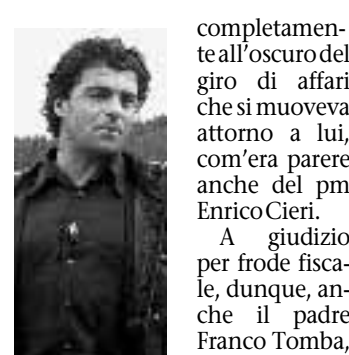 completamen-
te all'oscuro del
giro di affari
che si muoveva
attorno a lui,
com'era parere
anche del pm
Enrico Cieri.
A giudizio
per frode fisca-
le, dunque, an-
che il padre
Franco Tomba,